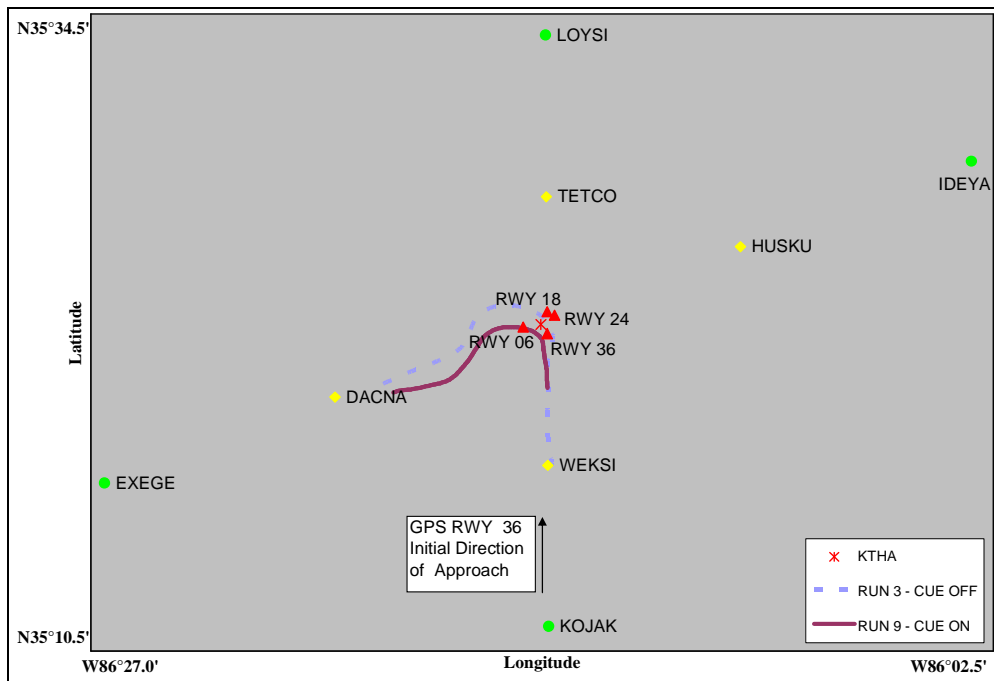 N35°34.5'
LOYSI
IDEYA
TETCO
HUSKU
RWY 18
RWY 24
RWY 06
RWY 36
Latitude
DACNA
WEKSI
EXEGE
GPS RWY 36
Initial Direction
of Approach
KTHA
RUN 3 - CUE OFF
RUN 9 - CUE ON
KOJAK
N35°10.5'
W86°27.0'
Longitude
W86°02.5'